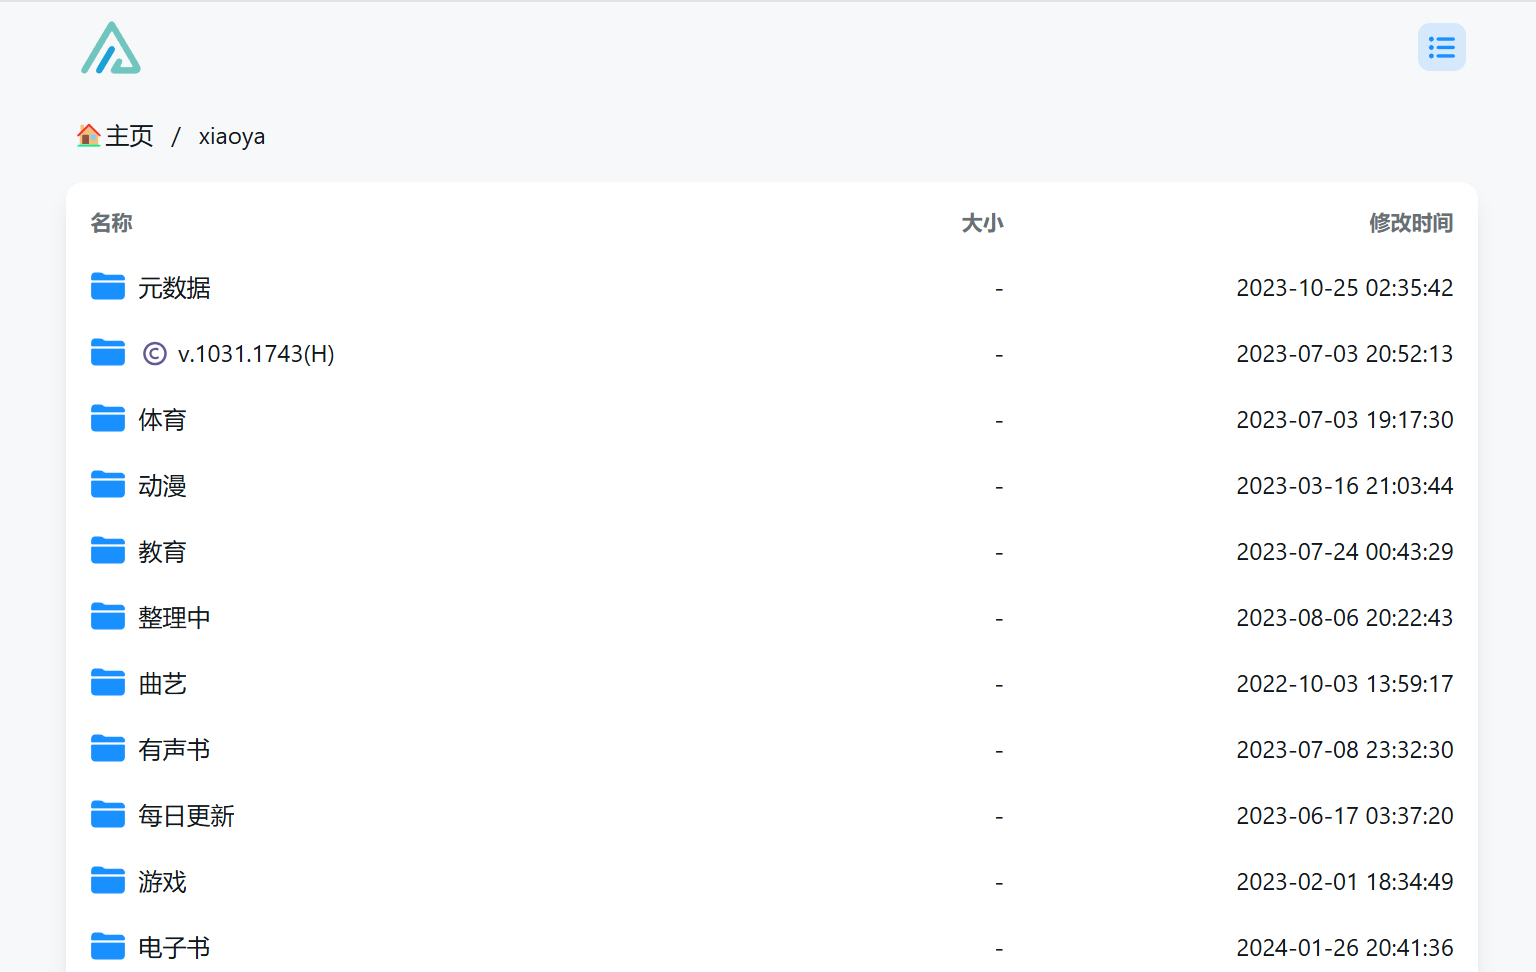 主页 / xiaoya
名称 大小 修改时间
元数据 - 2023-10-25 02:35:42
© v.1031.1743(H) - 2023-07-03 20:52:13
体育 - 2023-07-03 19:17:30
动漫 - 2023-03-16 21:03:44
教育 - 2023-07-24 00:43:29
整理中 - 2023-08-06 20:22:43
曲艺 - 2022-10-03 13:59:17
有声书 - 2023-07-08 23:32:30
每日更新 - 2023-06-17 03:37:20
游戏 - 2023-02-01 18:34:49
电子书 - 2024-01-26 20:41:36